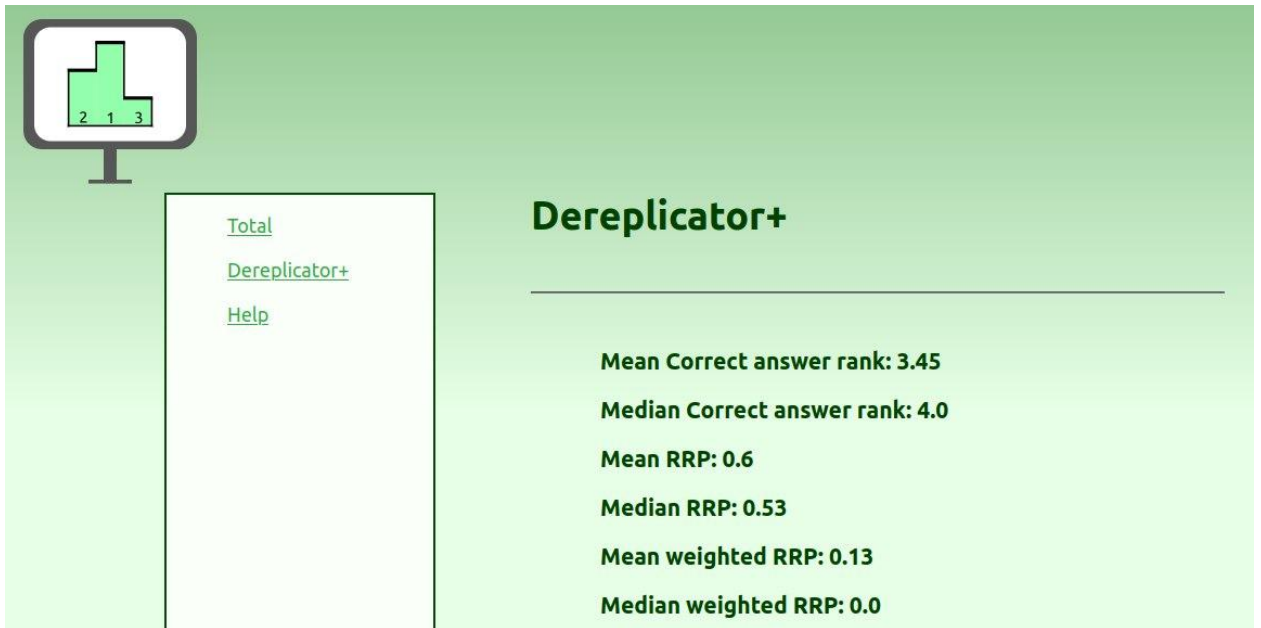 2 1 3
Total
Dereplicator+
Help
Dereplicator+
Mean Correct answer rank: 3.45
Median Correct answer rank: 4.0
Mean RRP: 0.6
Median RRP: 0.53
Mean weighted RRP: 0.13
Median weighted RRP: 0.0